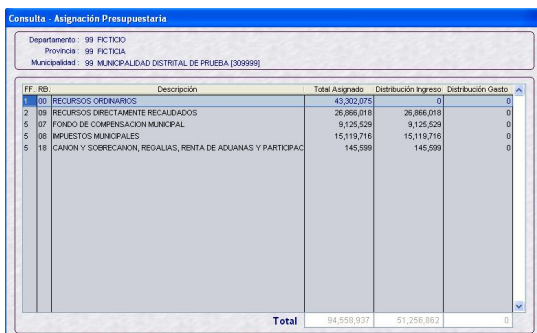 Consulta - Asignación Presupuestaria
Departamento : 99 FICTICIO
Provincia : 99 FICTICIA
Municipalidad : 99 MUNICIPALIDAD DISTRITAL DE PRUEBA [309999]
FF. RB. Descripción Total Asignado Distribución Ingreso Distribución Gasto
1 00 RECURSOS ORDINARIOS 43,302,075 0 0
2 09 RECURSOS DIRECTAMENTE RECAUDADOS 26,866,018 26,866,018 0
5 07 FONDO DE COMPENSACION MUNICIPAL 9,125,529 9,125,529 0
5 08 IMPUESTOS MUNICIPALES 15,119,716 15,119,716 0
5 18 CANON Y SOBRECANON, REGALIAS, RENTA DE ADUANAS Y PARTICIPAC 145,599 145,599 0
Total 94,558,937 51,256,862 0